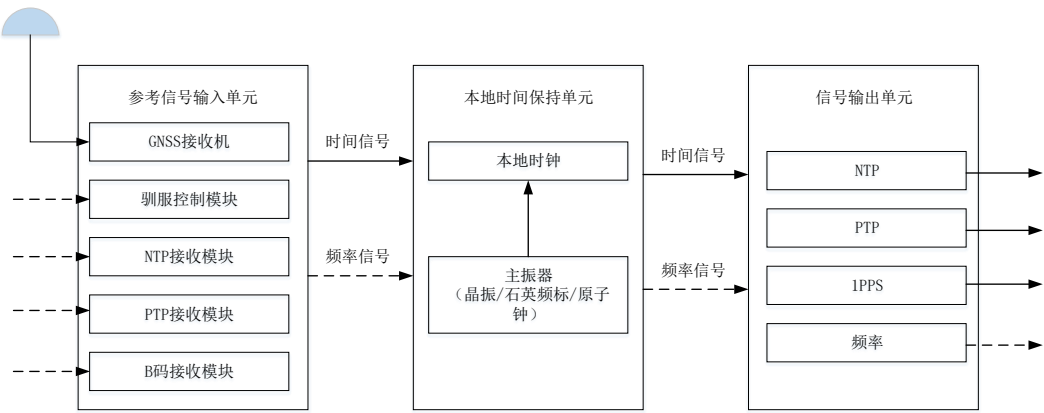 参考信号输入单元
GNSS接收机
驯服控制模块
NTP接收模块
PTP接收模块
B码接收模块
时间信号
频率信号
本地时间保持单元
本地时钟
主振器
（晶振/石英频标/原子
钟）
时间信号
频率信号
信号输出单元
NTP
PTP
1PPS
频率